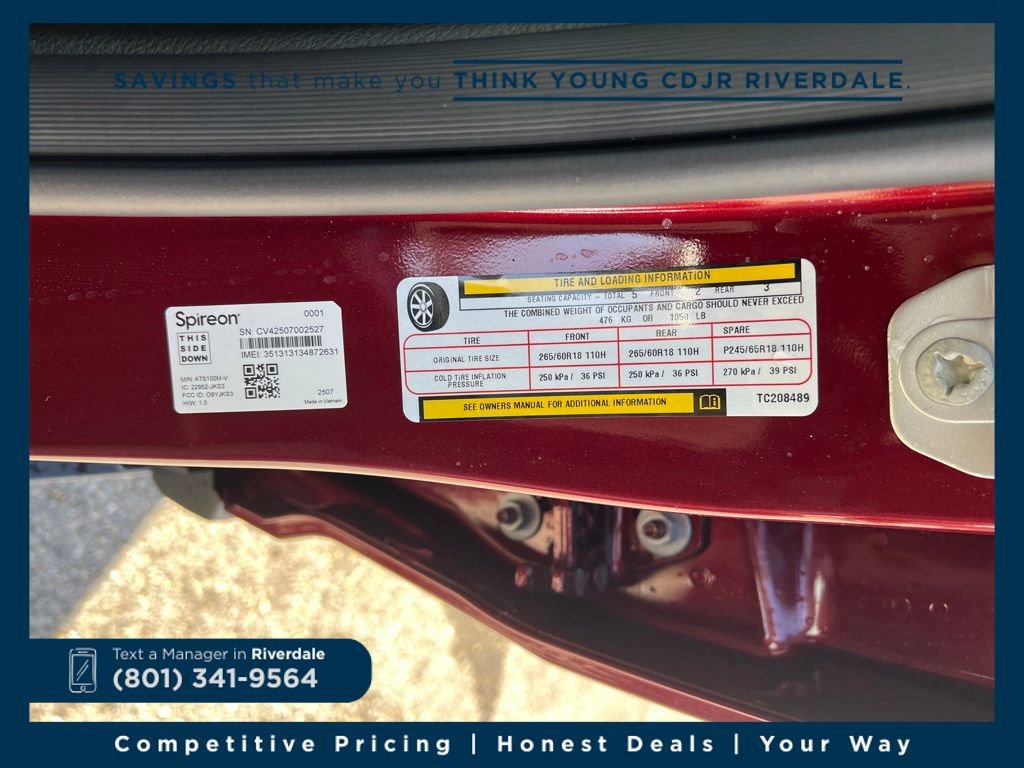 SAVINGS that make you THINK YOUNG CDJR RIVERDALE.
Spireon® 0001
THIS SIDE DOWN
SN: CV42507002527
IMEI: 351313134872631
M/N: ATS100M-V
IC: 22952-JKS3
FCC ID: O9YJKS3
H/W: 1.0
2507
Made in Vietnam
TIRE AND LOADING INFORMATION
SEATING CAPACITY - TOTAL 5 FRONT 2 REAR 3
THE COMBINED WEIGHT OF OCCUPANTS AND CARGO SHOULD NEVER EXCEED
476 KG OR 1050 LB
TIRE FRONT REAR SPARE
ORIGINAL TIRE SIZE 265/60R18 110H 265/60R18 110H P245/65R18 110H
COLD TIRE INFLATION PRESSURE 250 kPa / 36 PSI 250 kPa / 36 PSI 270 kPa / 39 PSI
SEE OWNERS MANUAL FOR ADDITIONAL INFORMATION
TC208489
Text a Manager in Riverdale
(801) 341-9564
Competitive Pricing | Honest Deals | Your Way